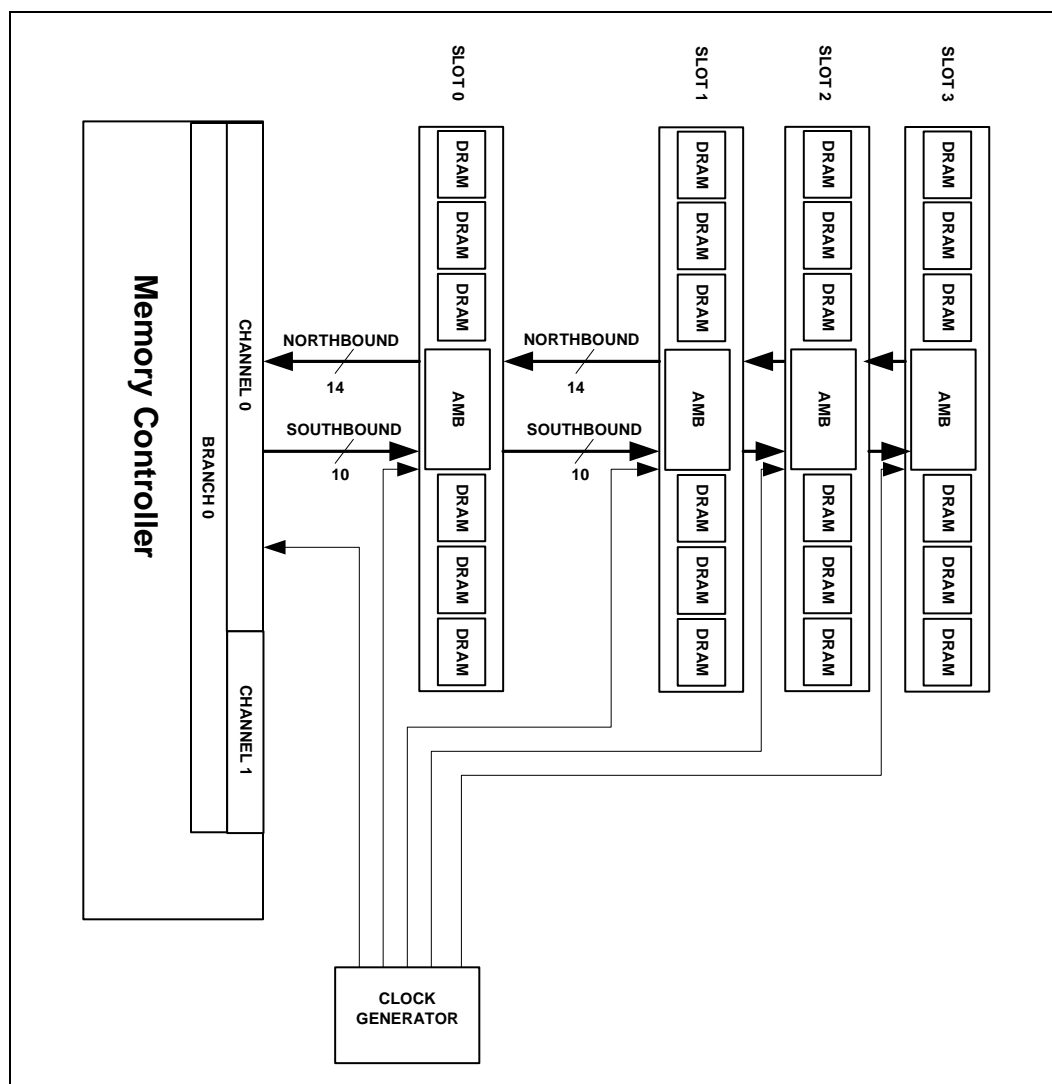 SLOT 0
SLOT 1
SLOT 2
SLOT 3
DRAM
DRAM
DRAM
DRAM
DRAM
DRAM
DRAM
DRAM
DRAM
DRAM
DRAM
DRAM
Memory Controller
BRANCH 0
CHANNEL 0
CHANNEL 1
NORTHBOUND
14
NORTHBOUND
14
AMB
AMB
AMB
AMB
SOUTHBOUND
10
SOUTHBOUND
10
DRAM
DRAM
DRAM
DRAM
DRAM
DRAM
DRAM
DRAM
DRAM
DRAM
DRAM
DRAM
CLOCK
GENERATOR